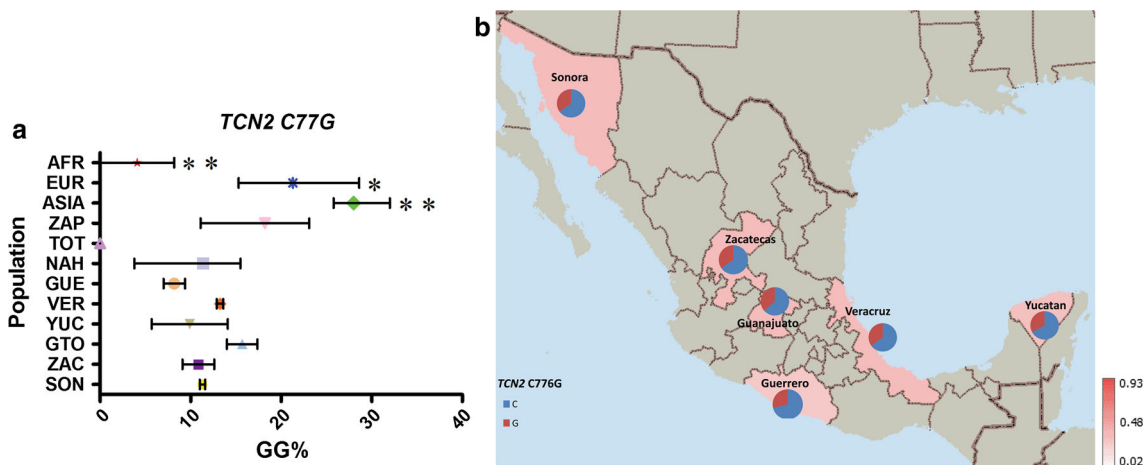 a
TCN2 C77G
Population
AFR
* *
EUR
*
ASIA
* *
ZAP
TOT
NAH
GUE
VER
YUC
GTO
ZAC
SON
0
10
20
30
40
GG%
b
Sonora
Zacatecas
Guanajuato
Veracruz
Yucatan
Guerrero
TCN2 C776G
C
G
0.93
0.48
0.02